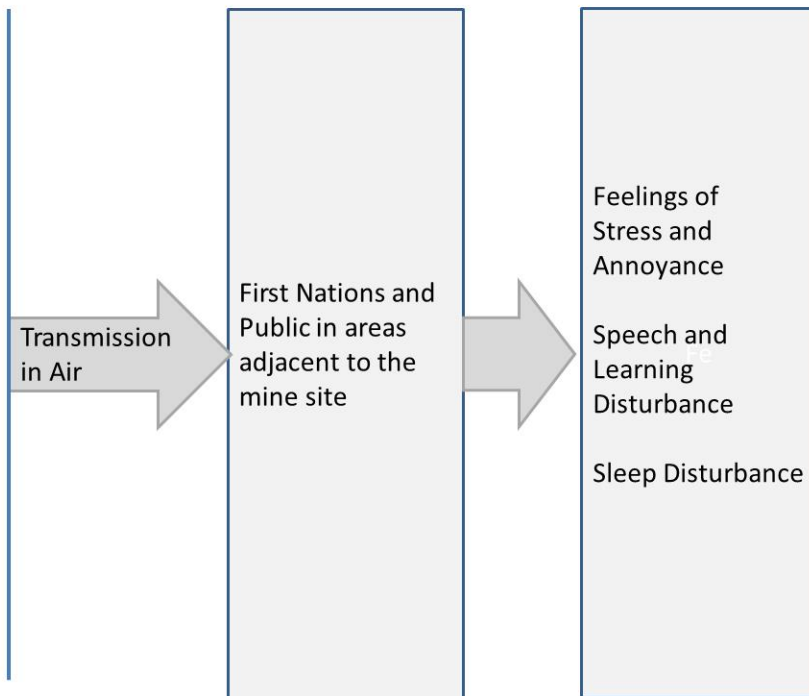 Transmission
in Air
First Nations and
Public in areas
adjacent to the
mine site
Feelings of
Stress and
Annoyance
Speech and
Learning
Disturbance
Sleep Disturbance
Fe